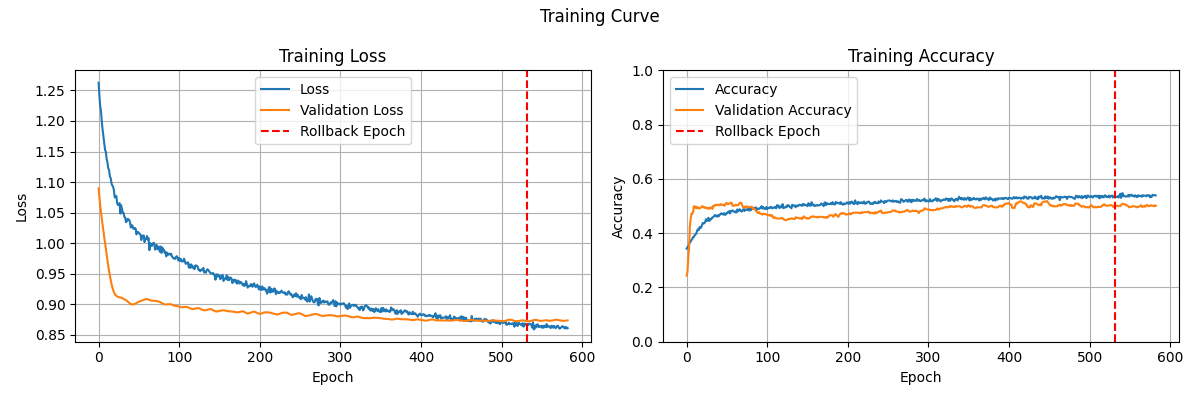 Training Curve
Training Loss
Loss
Validation Loss
Rollback Epoch
1.25
1.20
1.15
1.10
1.05
1.00
0.95
0.90
0.85
Loss
0 100 200 300 400 500 600
Epoch
Training Accuracy
Accuracy
Validation Accuracy
Rollback Epoch
1.0
0.8
0.6
0.4
0.2
0.0
Accuracy
0 100 200 300 400 500 600
Epoch